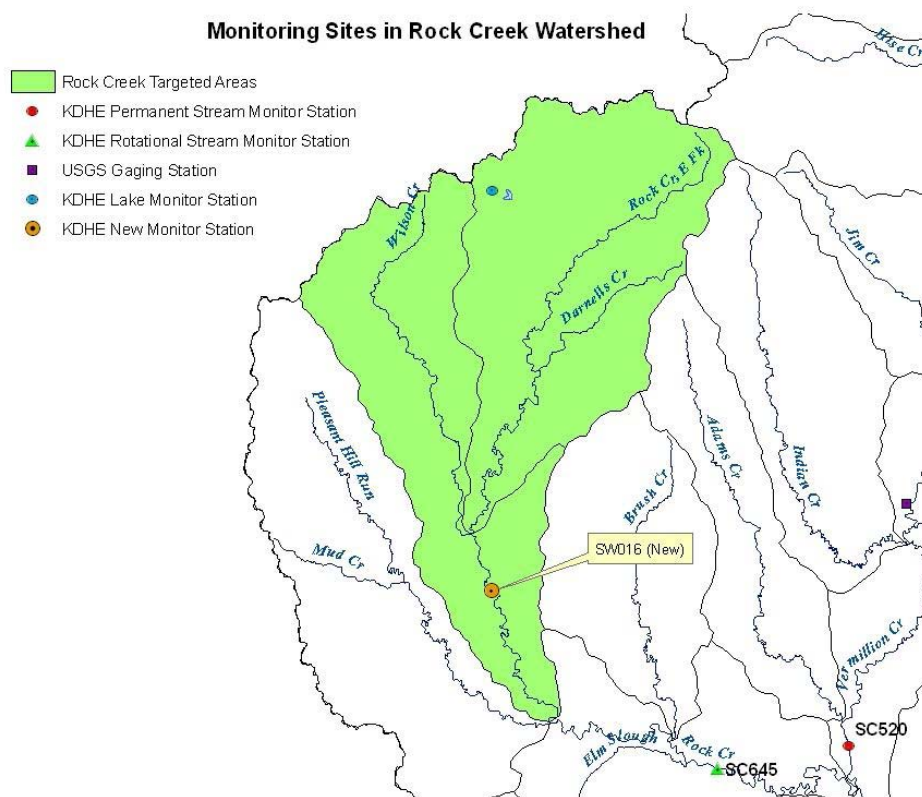 Monitoring Sites in Rock Creek Watershed
Rock Creek Targeted Areas
KDHE Permanent Stream Monitor Station
KDHE Rotational Stream Monitor Station
USGS Gaging Station
KDHE Lake Monitor Station
KDHE New Monitor Station
Hise Cr
Wilson Cr
Rock Cr, E Fk
Jim Cr
Darnells Cr
Pleasant Hill Run
Adams Cr
Indian Cr
Brush Cr
Mud Cr
SW016 (New)
Vermillion Cr
SC520
Elm Slough
Rock Cr
SC645